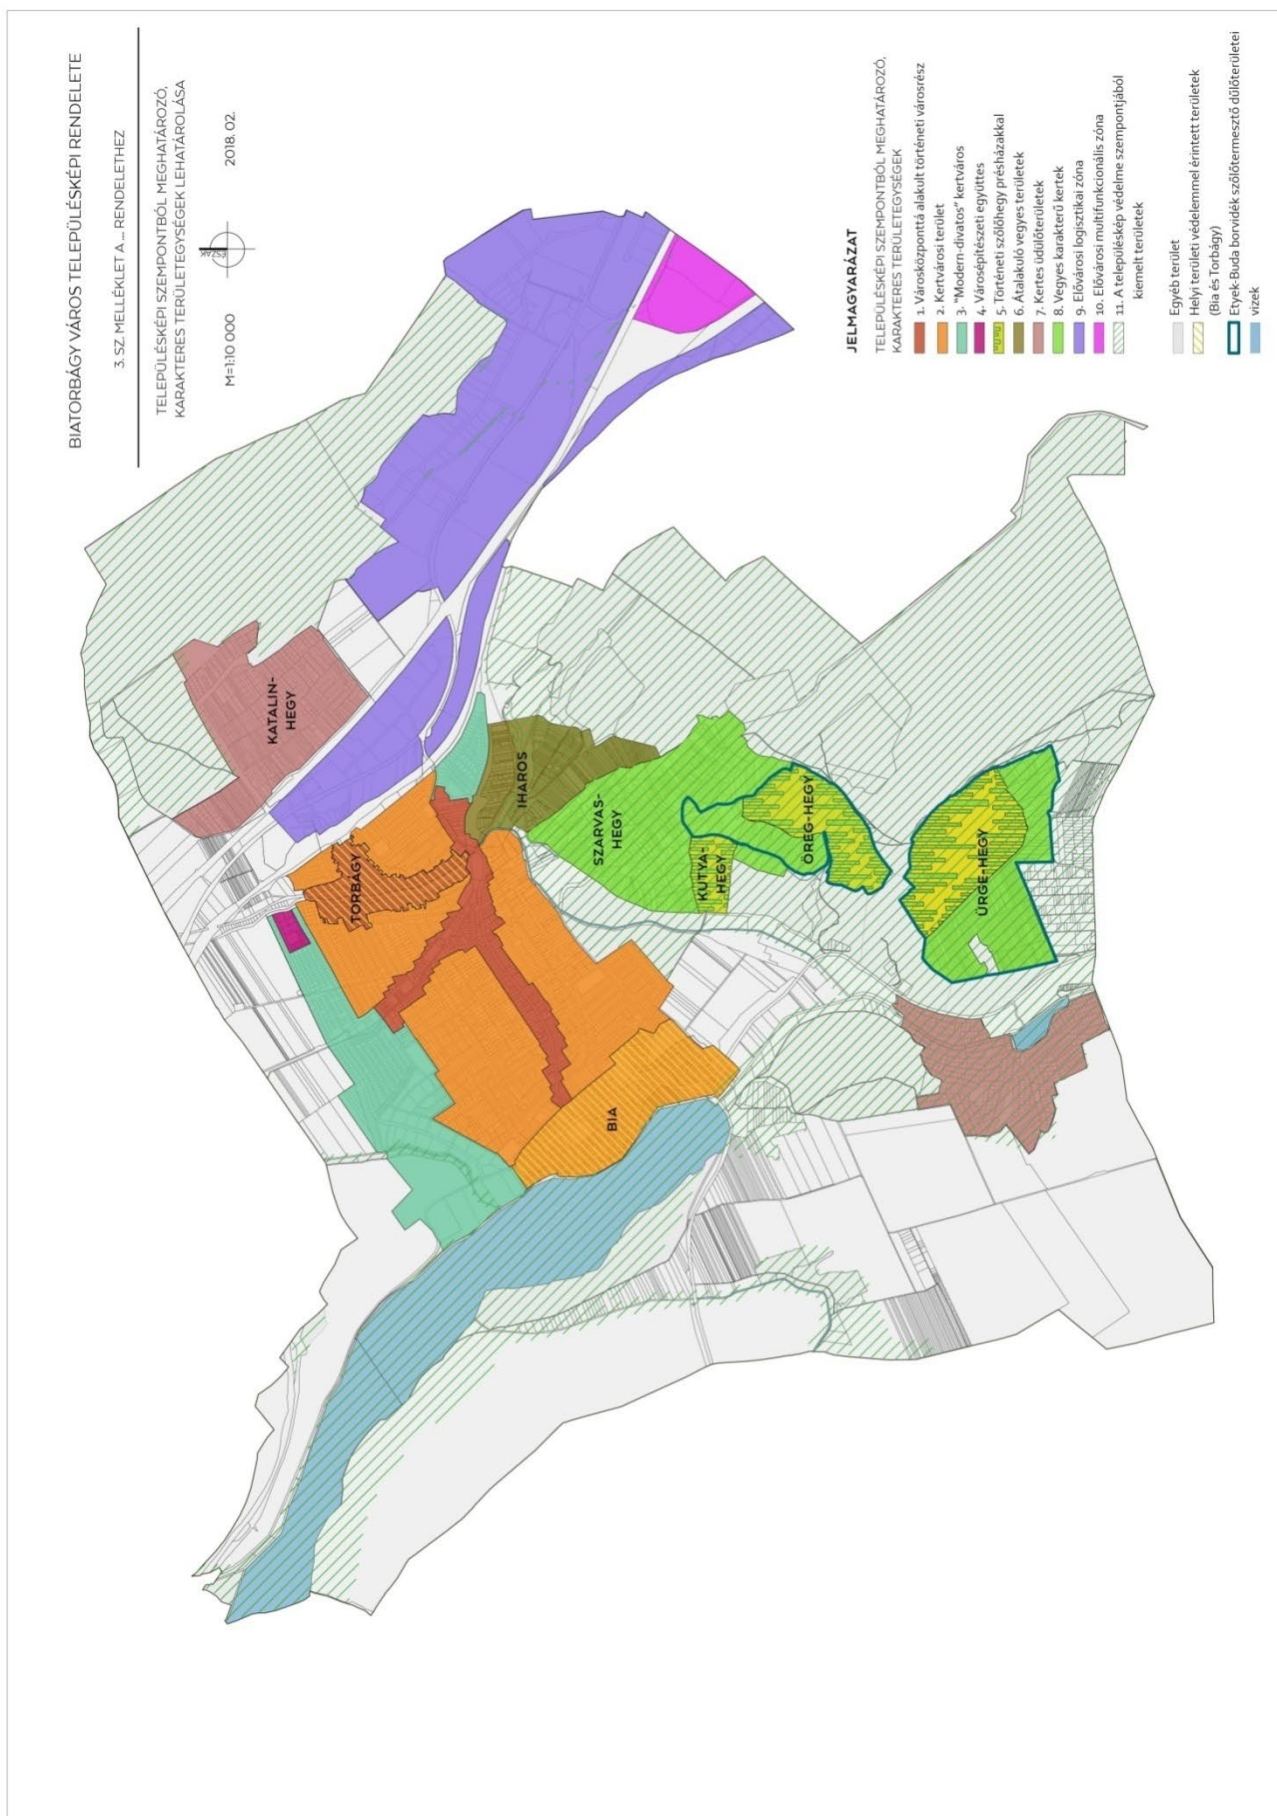 BIATORBÁGY VÁROS TELEPÜLÉSKÉPI RENDELETE
3. SZ. MELLÉKLET A ... RENDELETHEZ
TELEPÜLÉSKÉPI SZEMPONTBÓL MEGHATÁROZÓ,
KARAKTERES TERÜLETEGYSÉGEK LEHATÁROLÁSA
M=1:10 000
ÉSZAK
2018. 02.
KATALIN-
HEGY
TORBÁGY
IHAROS
SZARVAS-
HEGY
KUTYA-
HEGY
ÖREG-HEGY
ÜRGE-HEGY
BIA
JELMAGYARÁZAT
TELEPÜLÉSKÉPI SZEMPONTBÓL MEGHATÁROZÓ,
KARAKTERES TERÜLETEGYSÉGEK
1. Városközponttá alakult történeti városrész
2. Kertvárosi terület
3. "Modern-divatos" kertváros
4. Városépítészeti együttes
5. Történeti szőlőhegy présházakkal
6. Átalakuló vegyes területek
7. Kertes üdülőterületek
8. Vegyes karakterű kertek
9. Elővárosi logisztikai zóna
10. Elővárosi multifunkcionális zóna
11. A településkép védelme szempontjából
kiemelt területek
Egyéb terület
Helyi területi védelemmel érintett területek
(Bia és Torbágy)
Etyek-Buda borvidék szőlőtermesztő dűlőterületei
vizek